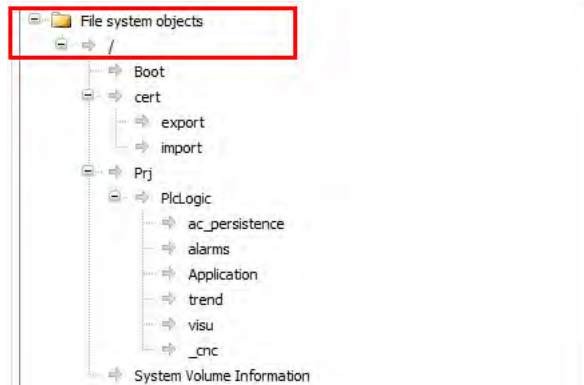 File system objects
/
Boot
cert
export
import
Prj
PlcLogic
ac_persistence
alarms
Application
trend
visu
_cnc
System Volume Information